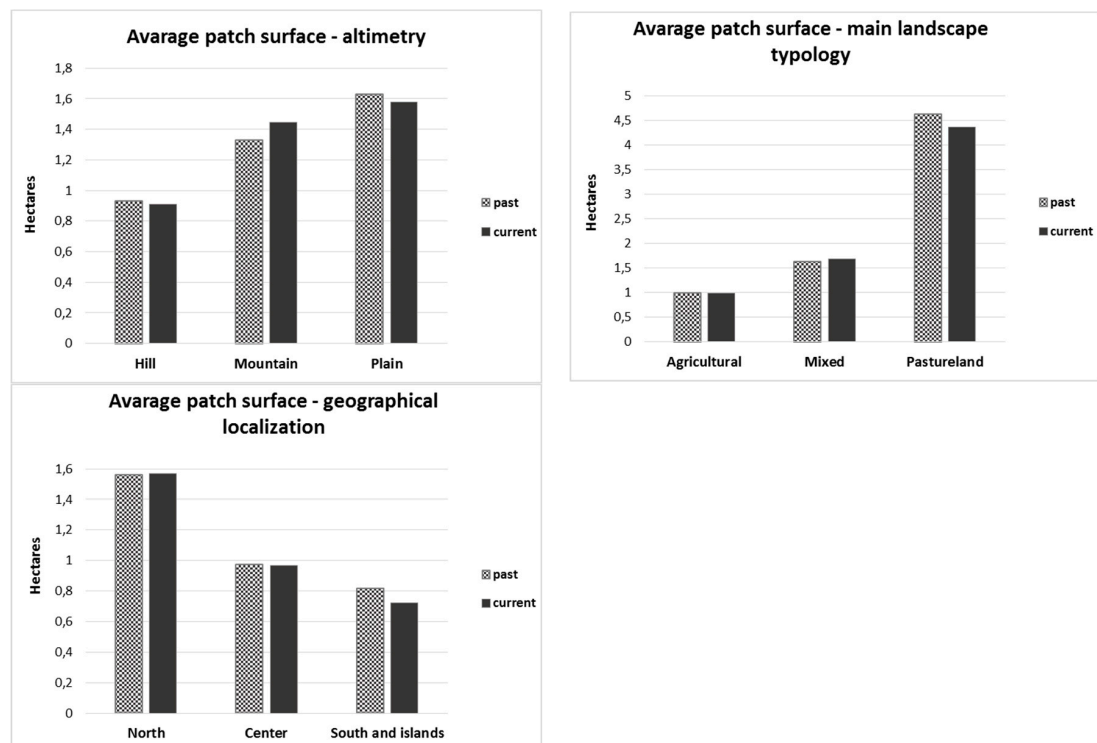 Avarage patch surface - altimetry
1,8
1,6
1,4
1,2
1
0,8
0,6
0,4
0,2
0
Hectares
Hill Mountain Plain
past
current
Avarage patch surface - main landscape
typology
5
4,5
4
3,5
3
2,5
2
1,5
1
0,5
0
Hectares
Agricultural Mixed Pastureland
past
current
Avarage patch surface - geographical
localization
1,6
1,4
1,2
1
0,8
0,6
0,4
0,2
0
Hectares
North Center South and islands
past
current